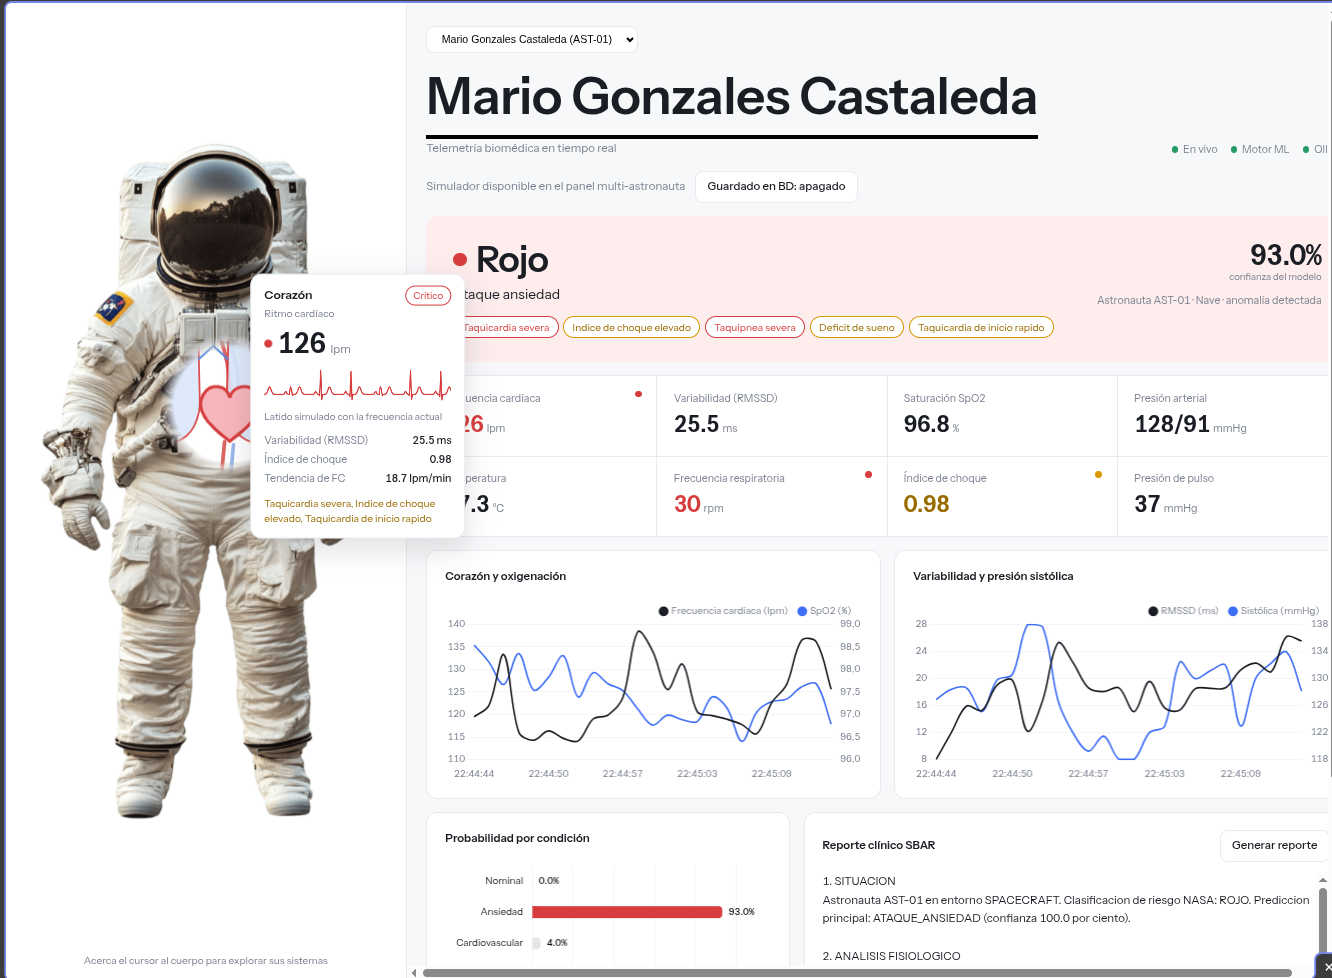 Mario Gonzales Castaleda (AST-01)
Mario Gonzales Castaleda
Telemetría biomédica en tiempo real
En vivo
Motor ML
Simulador disponible en el panel multi-astronauta
Guardado en BD: apagado
Rojo
taque ansiedad
93.0%
confianza del modelo
Astronauta AST-01 · Nave · anomalía detectada
Taquicardia severa
Indice de choque elevado
Taquipnea severa
Deficit de sueno
Taquicardia de inicio rapido
Corazón
Crítico
Ritmo cardíaco
126 lpm
Latido simulado con la frecuencia actual
Variabilidad (RMSSD) 25.5 ms
Índice de choque 0.98
Tendencia de FC 18.7 lpm/min
Taquicardia severa, Indice de choque
elevado, Taquicardia de inicio rapido
uencia cardíaca
26 lpm
Variabilidad (RMSSD)
25.5 ms
Saturación SpO2
96.8 %
Presión arterial
128/91 mmHg
peratura
7.3 °C
Frecuencia respiratoria
30 rpm
Índice de choque
0.98
Presión de pulso
37 mmHg
Corazón y oxigenación
Frecuencia cardíaca (lpm) SpO2 (%)
140 99,0
135 98,5
130 98,0
125 97,5
120 97,0
115 96,5
110 96,0
22:44:44 22:44:50 22:44:57 22:45:03 22:45:09
Variabilidad y presión sistólica
RMSSD (ms) Sistólica (mmHg)
28 138
24 134
20 130
16 126
12 122
8 118
22:44:44 22:44:50 22:44:57 22:45:03 22:45:09
Probabilidad por condición
Nominal 0.0%
Ansiedad 93.0%
Cardiovascular 4.0%
Reporte clínico SBAR
Generar reporte
1. SITUACION
Astronauta AST-01 en entorno SPACECRAFT. Clasificacion de riesgo NASA: ROJO. Prediccion
principal: ATAQUE_ANSIEDAD (confianza 100.0 por ciento).
2. ANALISIS FISIOLOGICO
Acerca el cursor al cuerpo para explorar sus sistemas